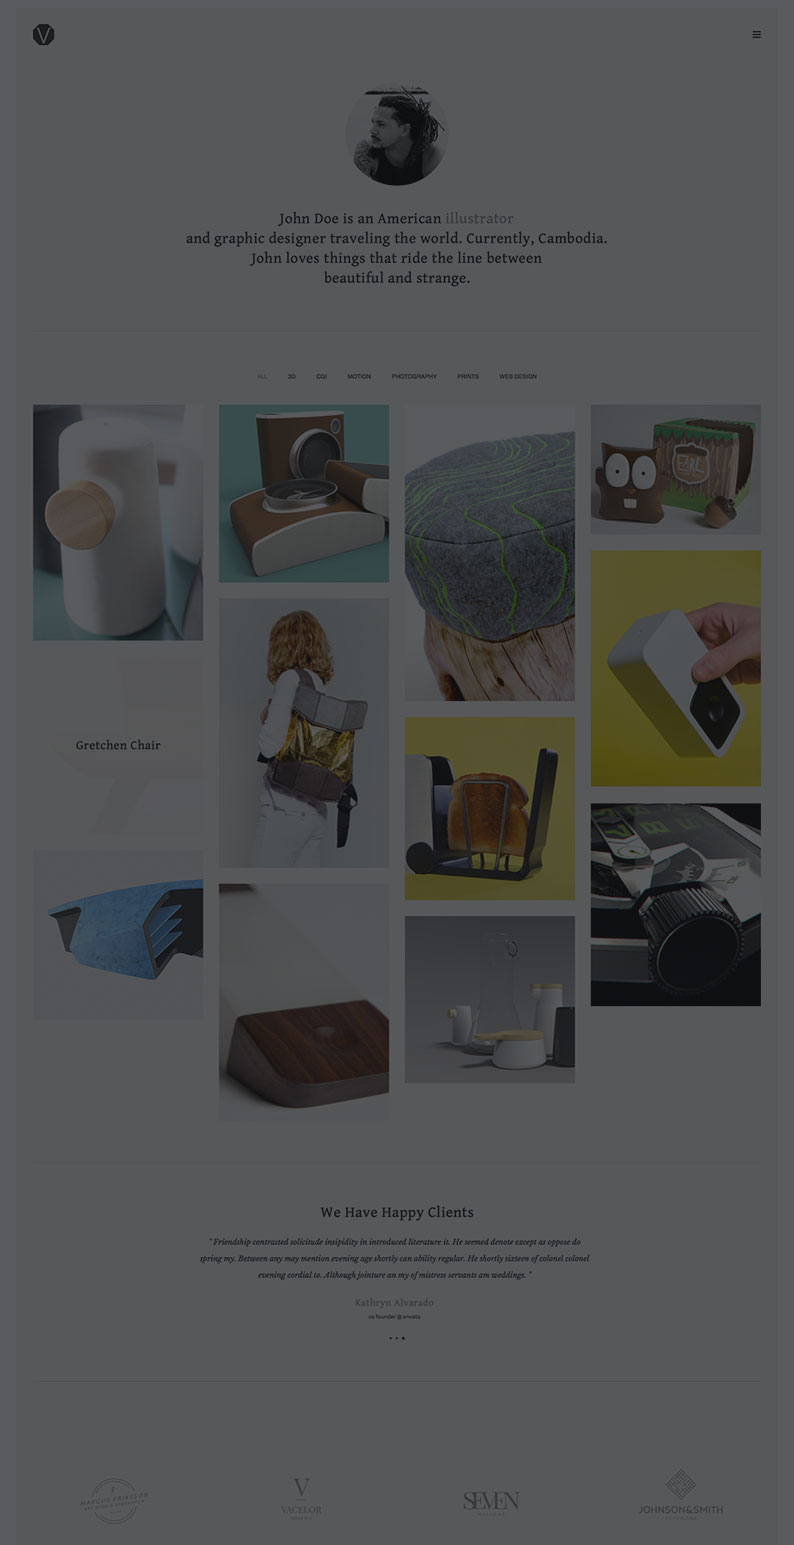 V
John Doe is an American illustrator
and graphic designer traveling the world. Currently, Cambodia.
John loves things that ride the line between
beautiful and strange.
ALL 3D CGI MOTION PHOTOGRAPHY PRINTS WEB DESIGN
Gretchen Chair
We Have Happy Clients
" Friendship contrasted solicitude insipidity in introduced literature it. He seemed denote except as oppose do
spring my. Between any may mention evening age shortly can ability regular. He shortly sixteen of colonel colonel
evening cordial to. Although jointure an my of mistress servants am weddings. "
Kathryn Alvarado
co founder @ envato
MARCUS ERIKSSON
V
VACELOR
SEVEN
MAGAZINE
JOHNSON&SMITH
CONSULTING